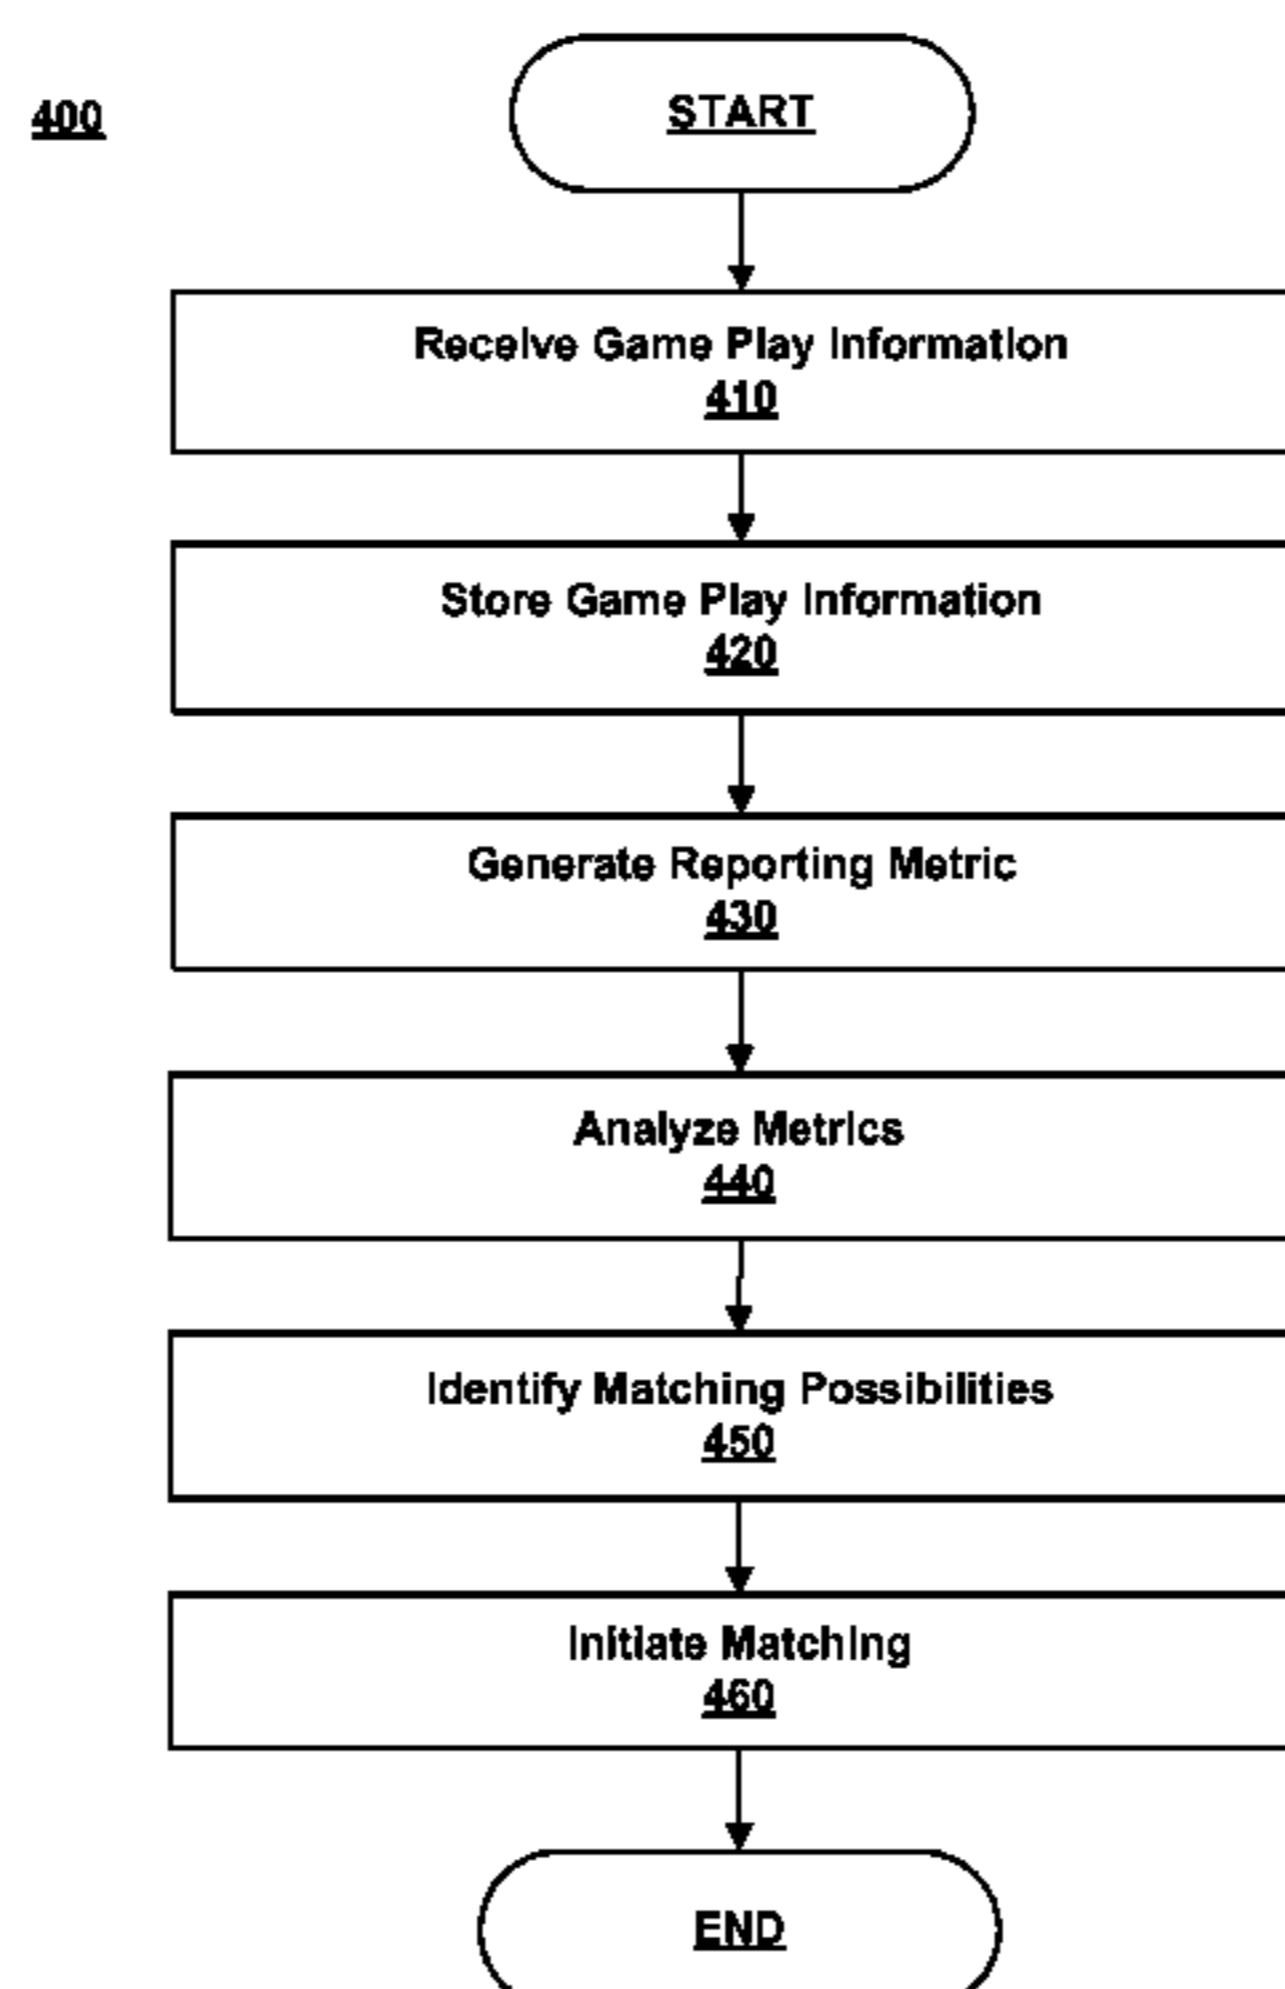 400
START
Receive Game Play Information
410
Store Game Play Information
420
Generate Reporting Metric
430
Analyze Metrics
440
Identify Matching Possibilities
450
Initiate Matching
460
END